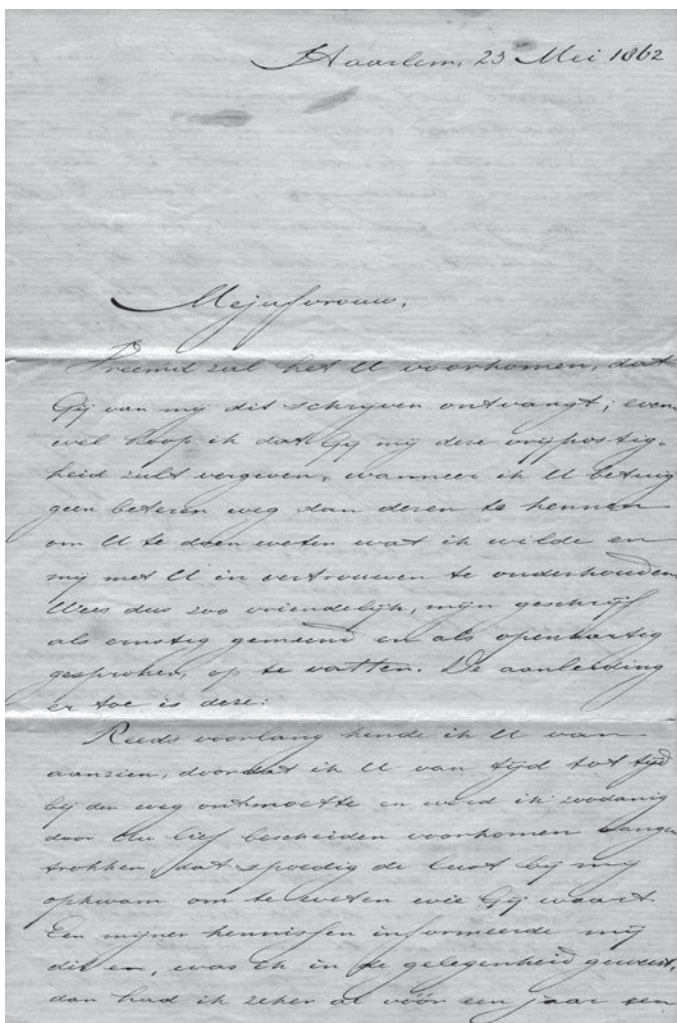 Haarlem, 23 Mei 1862
Mejufvrouw,
Vreemd zal het U voorkomen, dat
Gij van mij dit schrijven ontvangt; even-
wel hoop ik dat Gij mij deze vrijpostig-
heid zult vergeven, wanneer ik U betuig
geen beteren weg dan dezen te kennen
om U te doen weten wat ik wilde en
mij met U in vertrouwen te onderhouden.
Wees dus zoo vriendelijk, mijn geschrijf
als ernstig gemeend en als openhartig
gesproken, op te vatten. De aanleiding
er toe is deze:
Reeds voorlang kende ik U van
aanzien, doordat ik U van tijd tot tijd
bij den weg ontmoette en werd ik zoodanig
door Uw lief bescheiden voorkomen aange-
trokken, dat spoedig de lust bij mij
opkwam om te weten wie Gij waart.
Een mijner kennissen informeerde mij
dit en, was ik in de gelegenheid geweest,
dan had ik zeker al vóór een jaar een